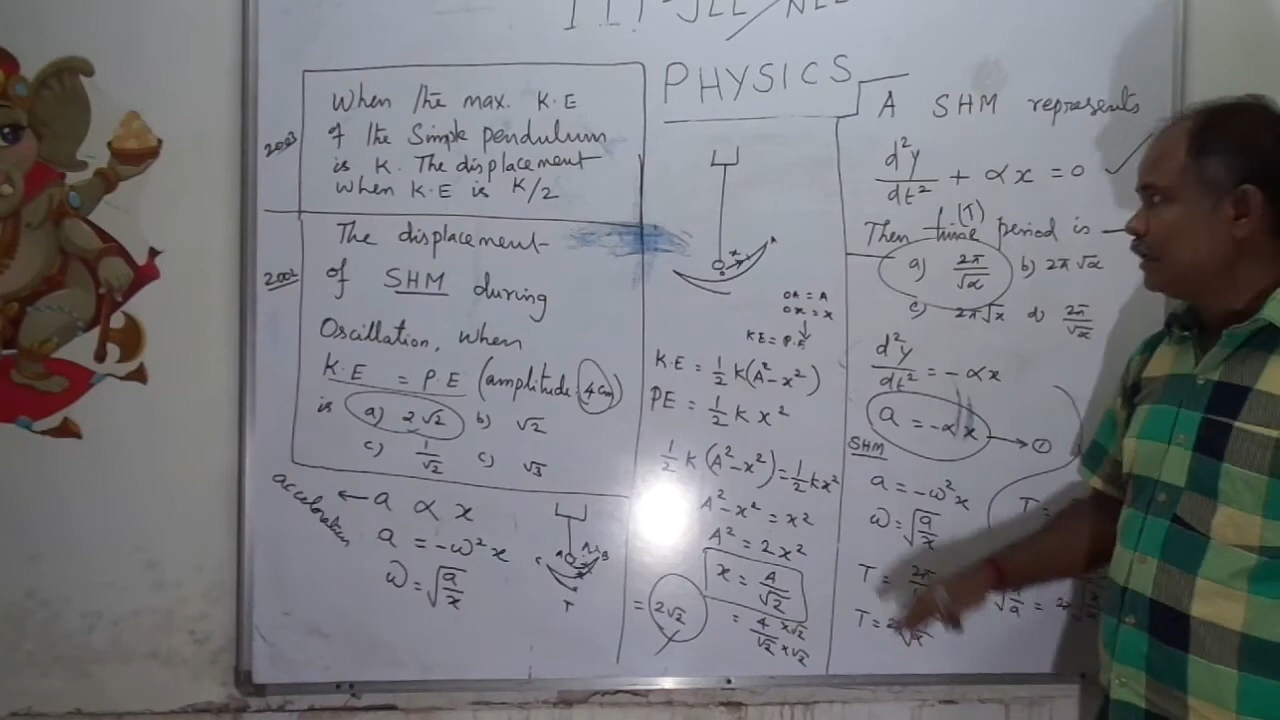 IIT-JEE/NEE
PHYSICS
2003
When the max. K.E
of the Simple pendulum
is K. The displacement
when K.E is K/2
2002
The displacement
of SHM during
Oscillation, when
K.E = P.E (amplitude 4cm)
is a) 2√2 b) √2
c) 1/√2 c) √3
acceleration ← a α x
a = -ω²x
ω = √(a/x)
OA = A
OX = x
KE = P.E
K.E = 1/2 K(A²-x²)
PE = 1/2 K x²
1/2 K (A²-x²) = 1/2 kx²
A²-x² = x²
A² = 2x²
x = A/√2
= 4/√2 ×√2/×√2
= 2√2
A SHM represents
d²y/dt² + αx = 0 ✓
Then time (T) period is —
a) 2π/√α b) 2π√α
c) 2π√x d) 2π/√x
d²y/dt² = -αx
a = -αx → ①
SHM
a = -ω²x
ω = √(a/x)
T = 2π
T =